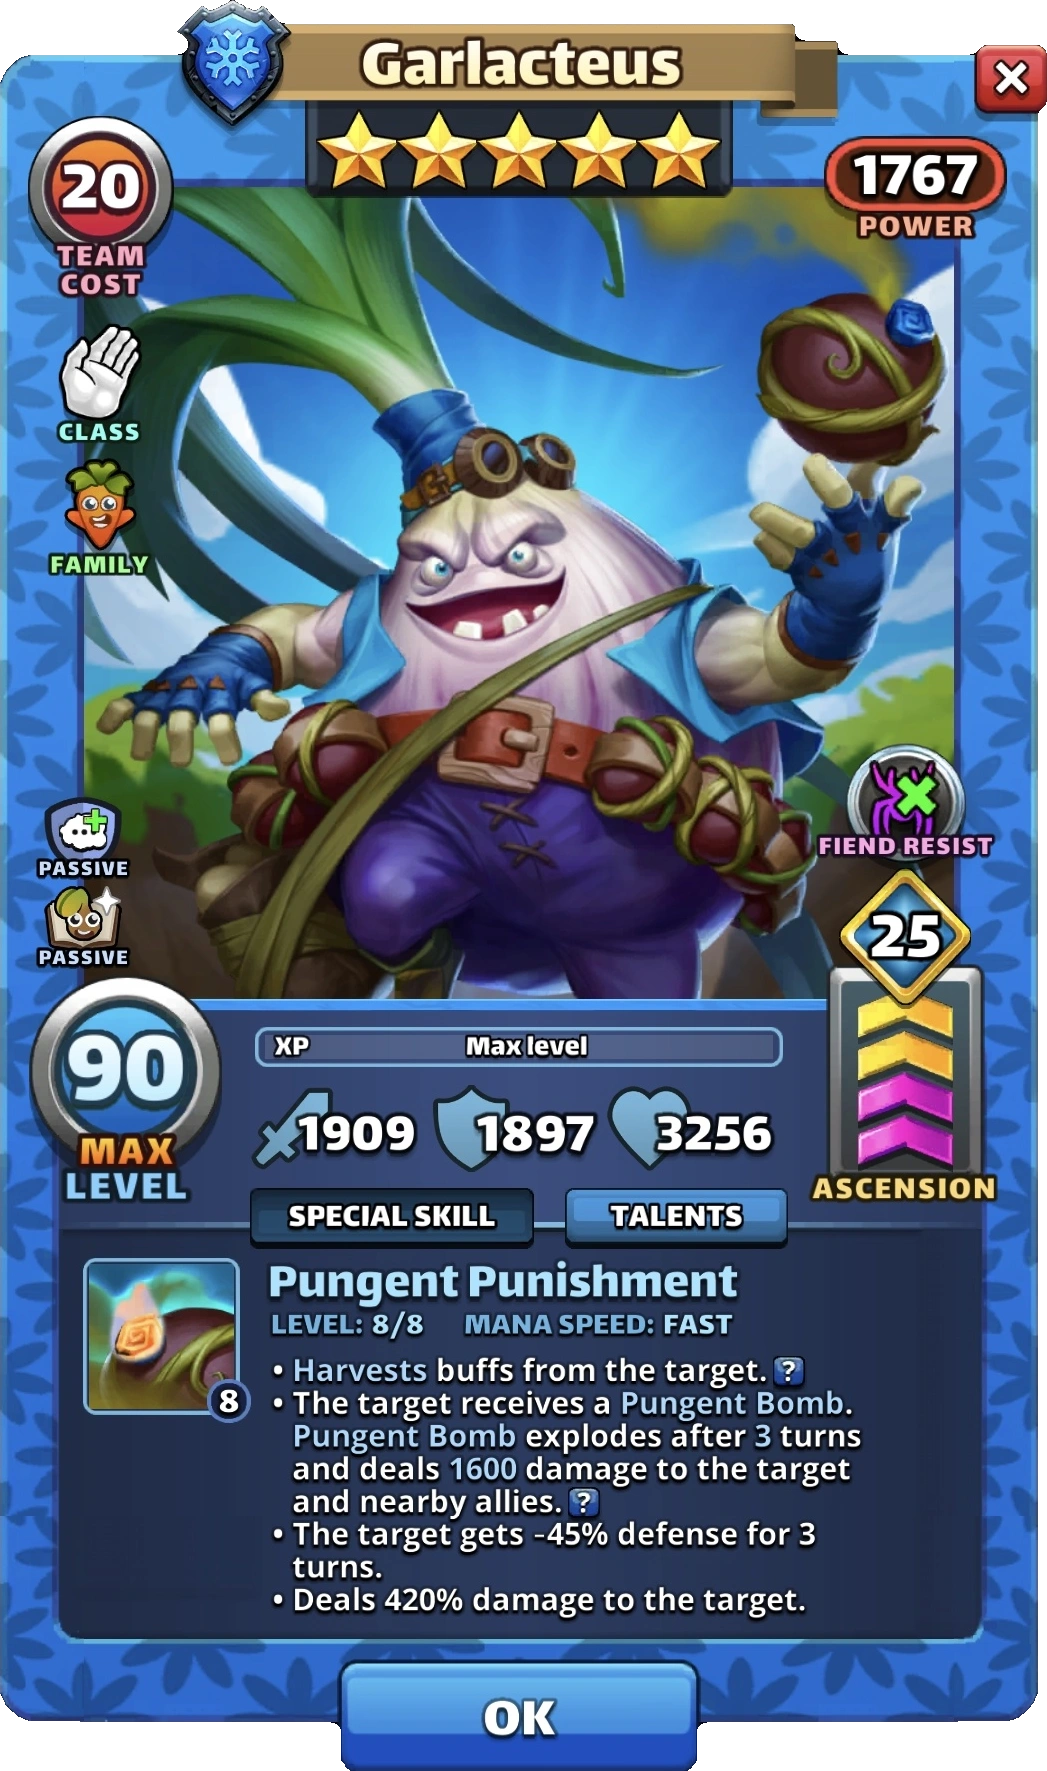 Garlacteus
20
TEAM
COST
1767
POWER
CLASS
FAMILY
PASSIVE
PASSIVE
FIEND RESIST
25
90
MAX
LEVEL
XP
Max level
1909
1897
3256
ASCENSION
SPECIAL SKILL
TALENTS
8
Pungent Punishment
LEVEL: 8/8 MANA SPEED: FAST
• Harvests buffs from the target. ?
• The target receives a Pungent Bomb.
Pungent Bomb explodes after 3 turns
and deals 1600 damage to the target
and nearby allies. ?
• The target gets -45% defense for 3
turns.
• Deals 420% damage to the target.
OK